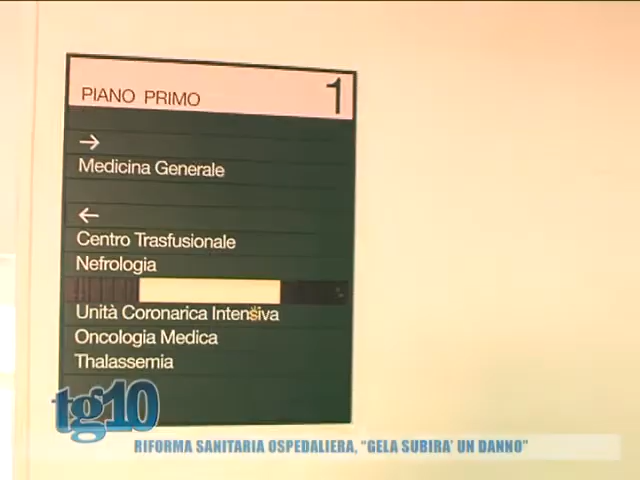 PIANO PRIMO 1
→
Medicina Generale
←
Centro Trasfusionale
Nefrologia
Unità Coronarica Intensiva
Oncologia Medica
Thalassemia
tg10
RIFORMA SANITARIA OSPEDALIERA, "GELA SUBIRA' UN DANNO"